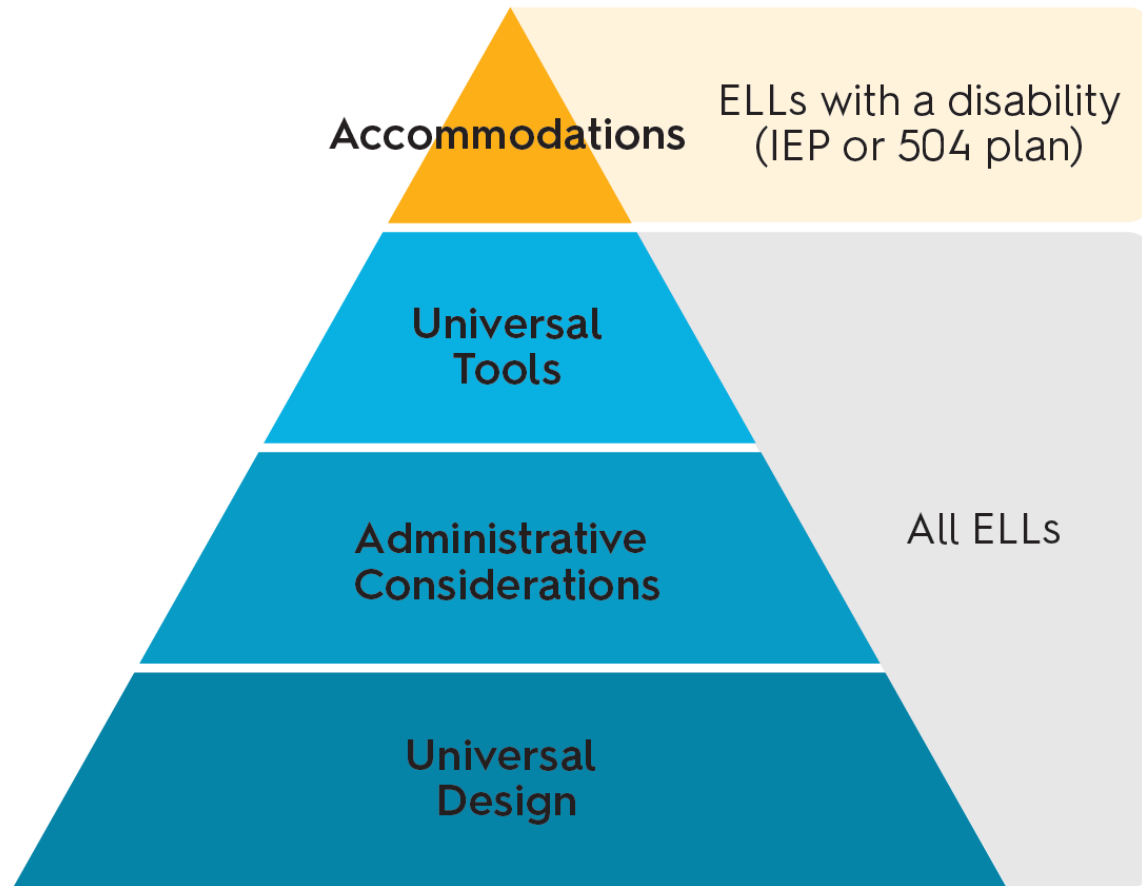 Accommodations
ELLs with a disability
(IEP or 504 plan)
Universal
Tools
Administrative
Considerations
All ELLs
Universal
Design